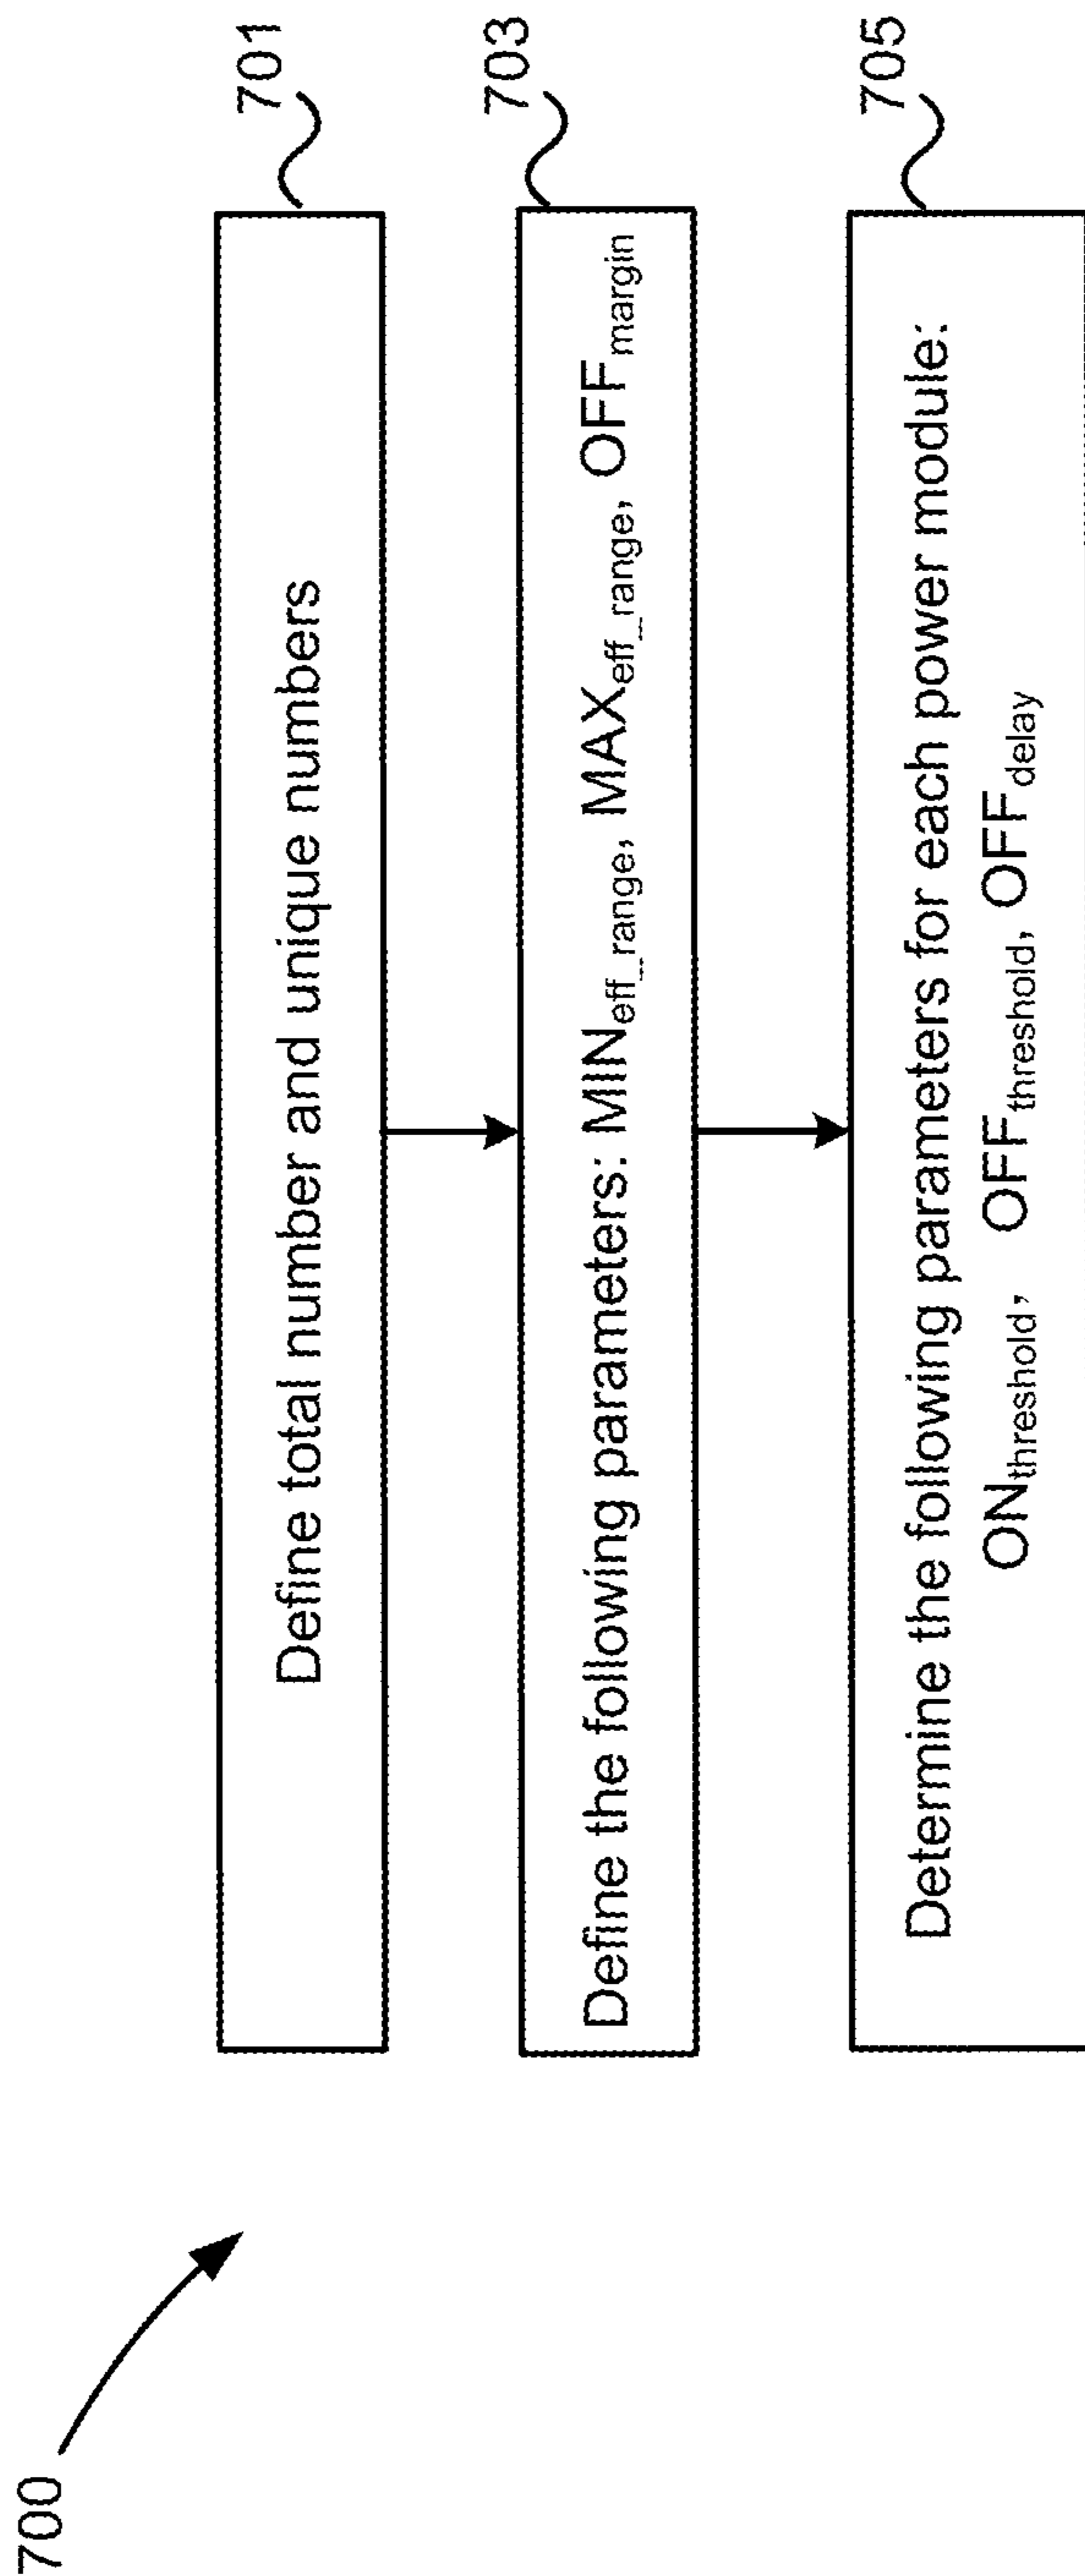 700
701
Define total number and unique numbers
703
Define the following parameters: MINeff_range, MAXeff_range, OFFmargin
705
Determine the following parameters for each power module:
ONthreshold, OFFthreshold, OFFdelay